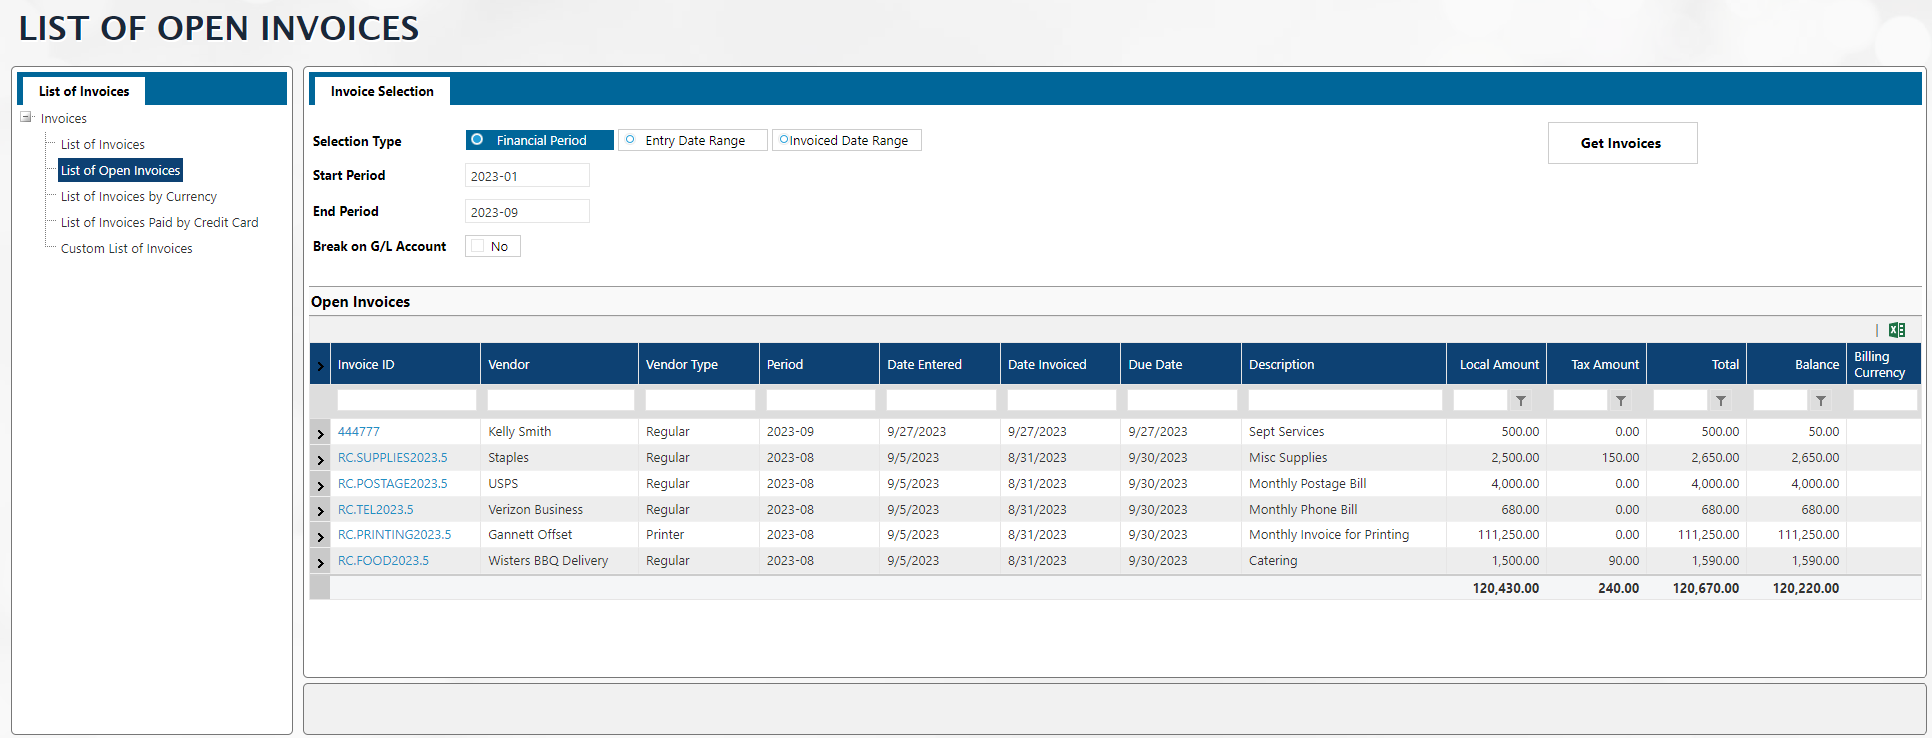 LIST OF OPEN INVOICES
List of Invoices
Invoices
List of Invoices
List of Open Invoices
List of Invoices by Currency
List of Invoices Paid by Credit Card
Custom List of Invoices
Invoice Selection
Selection Type Financial Period Entry Date Range Invoiced Date Range Get Invoices
Start Period 2023-01
End Period 2023-09
Break on G/L Account No
Open Invoices
Invoice ID Vendor Vendor Type Period Date Entered Date Invoiced Due Date Description Local Amount Tax Amount Total Balance Billing Currency
444777 Kelly Smith Regular 2023-09 9/27/2023 9/27/2023 9/27/2023 Sept Services 500.00 0.00 500.00 50.00
RC.SUPPLIES2023.5 Staples Regular 2023-08 9/5/2023 8/31/2023 9/30/2023 Misc Supplies 2,500.00 150.00 2,650.00 2,650.00
RC.POSTAGE2023.5 USPS Regular 2023-08 9/5/2023 8/31/2023 9/30/2023 Monthly Postage Bill 4,000.00 0.00 4,000.00 4,000.00
RC.TEL2023.5 Verizon Business Regular 2023-08 9/5/2023 8/31/2023 9/30/2023 Monthly Phone Bill 680.00 0.00 680.00 680.00
RC.PRINTING2023.5 Gannett Offset Printer 2023-08 9/5/2023 8/31/2023 9/30/2023 Monthly Invoice for Printing 111,250.00 0.00 111,250.00 111,250.00
RC.FOOD2023.5 Wisters BBQ Delivery Regular 2023-08 9/5/2023 8/31/2023 9/30/2023 Catering 1,500.00 90.00 1,590.00 1,590.00
120,430.00 240.00 120,670.00 120,220.00